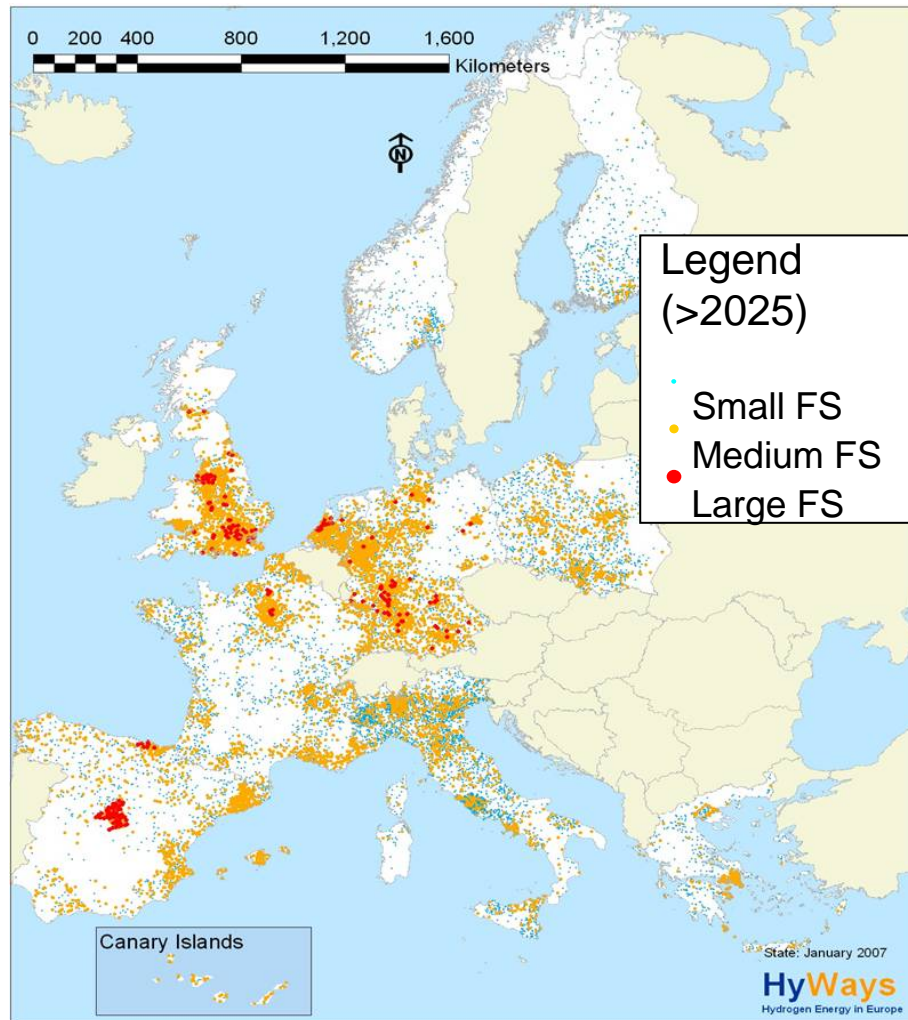 0 200 400 800 1,200 1,600
Kilometers
N
Legend
(>2025)
Small FS
Medium FS
Large FS
Canary Islands
State: January 2007
HyWays
Hydrogen Energy in Europe